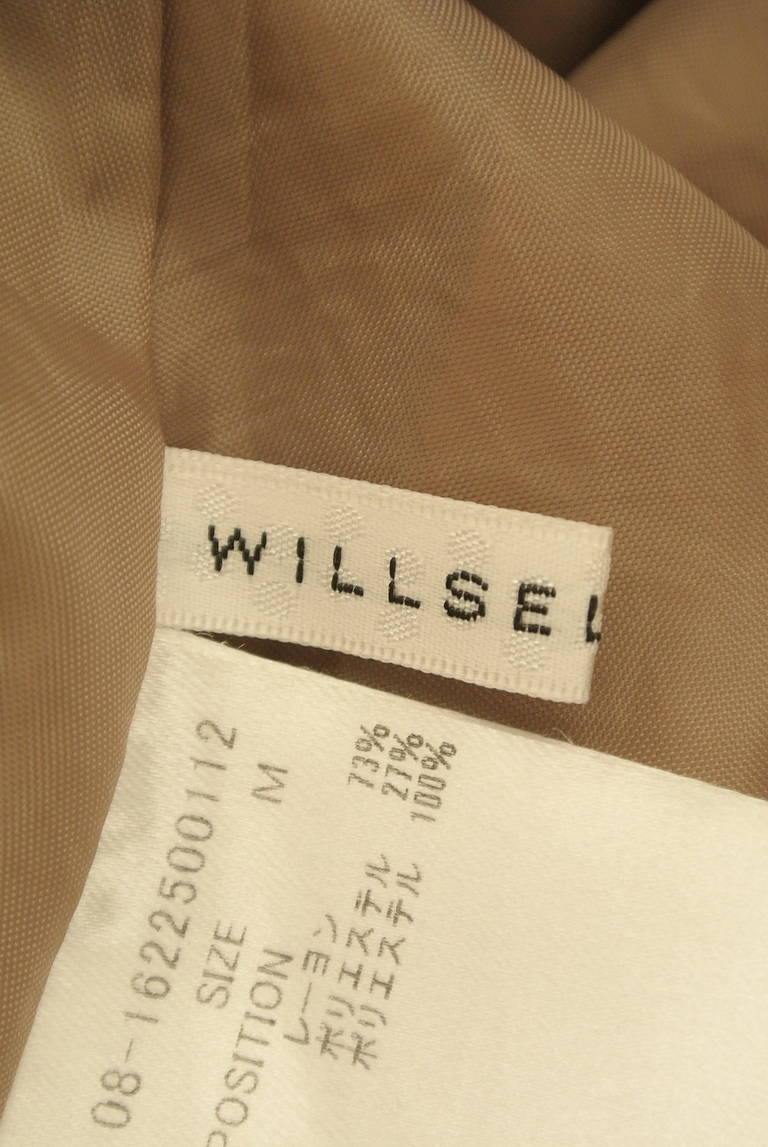 WILLSEL
08-1622500112
SIZE M
POSITION
レーヨン 73%
ポリエステル 27%
ポリエステル 100%